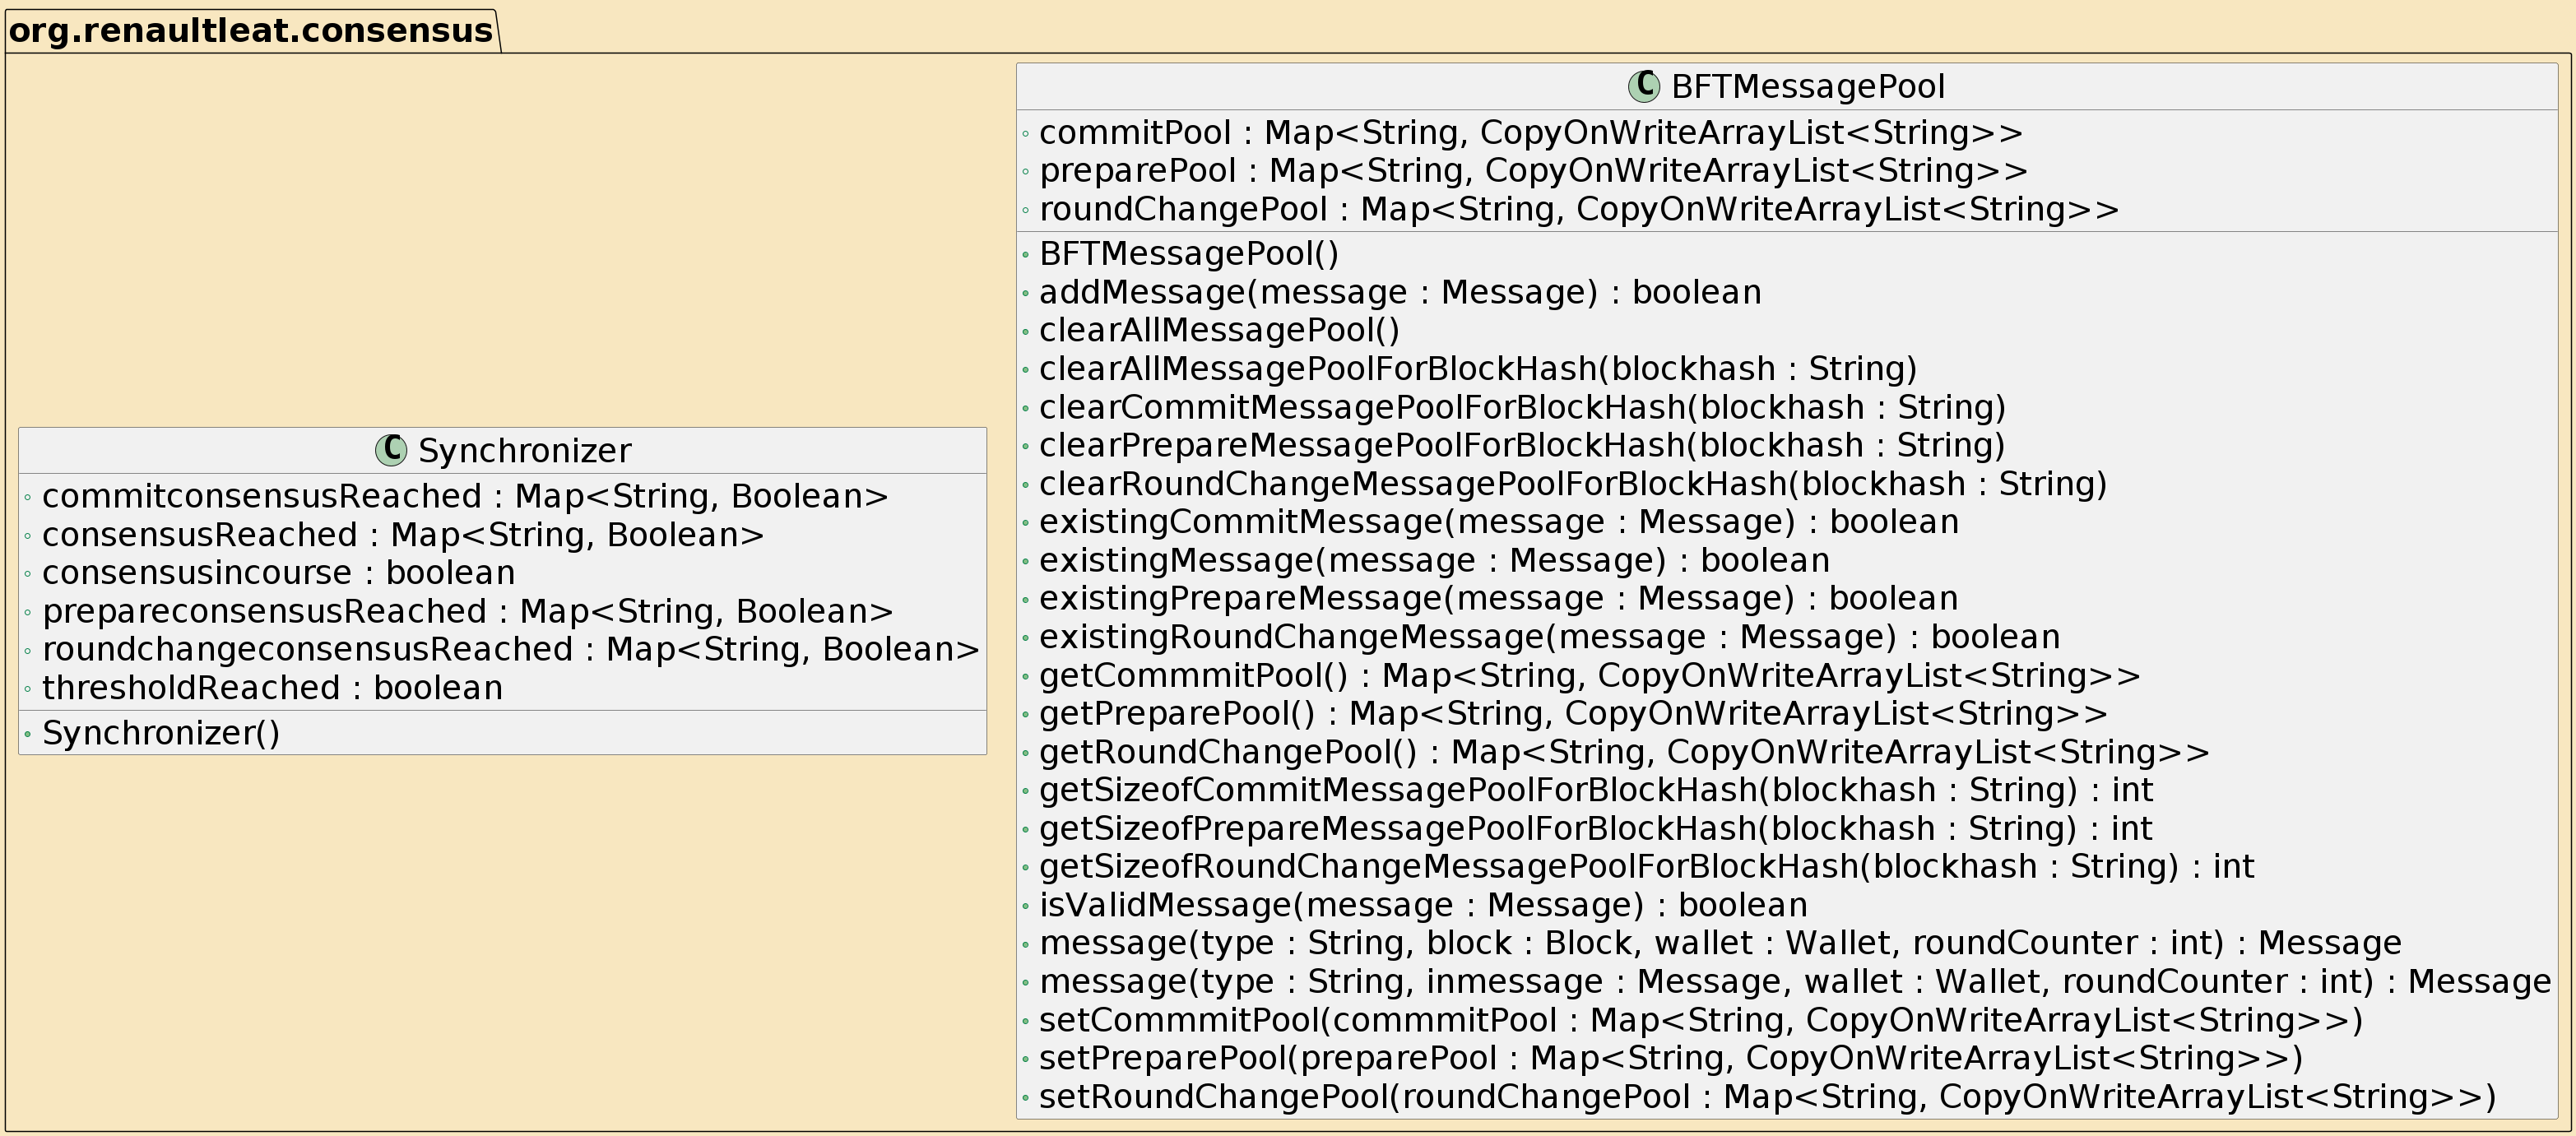 org.renaultleat.consensus
C Synchronizer
commitconsensusReached : Map<String, Boolean>
consensusReached : Map<String, Boolean>
consensusincourse : boolean
prepareconsensusReached : Map<String, Boolean>
roundchangeconsensusReached : Map<String, Boolean>
thresholdReached : boolean
Synchronizer()
C BFTMessagePool
commitPool : Map<String, CopyOnWriteArrayList<String>>
preparePool : Map<String, CopyOnWriteArrayList<String>>
roundChangePool : Map<String, CopyOnWriteArrayList<String>>
BFTMessagePool()
addMessage(message : Message) : boolean
clearAllMessagePool()
clearAllMessagePoolForBlockHash(blockhash : String)
clearCommitMessagePoolForBlockHash(blockhash : String)
clearPrepareMessagePoolForBlockHash(blockhash : String)
clearRoundChangeMessagePoolForBlockHash(blockhash : String)
existingCommitMessage(message : Message) : boolean
existingMessage(message : Message) : boolean
existingPrepareMessage(message : Message) : boolean
existingRoundChangeMessage(message : Message) : boolean
getCommmitPool() : Map<String, CopyOnWriteArrayList<String>>
getPreparePool() : Map<String, CopyOnWriteArrayList<String>>
getRoundChangePool() : Map<String, CopyOnWriteArrayList<String>>
getSizeofCommitMessagePoolForBlockHash(blockhash : String) : int
getSizeofPrepareMessagePoolForBlockHash(blockhash : String) : int
getSizeofRoundChangeMessagePoolForBlockHash(blockhash : String) : int
isValidMessage(message : Message) : boolean
message(type : String, block : Block, wallet : Wallet, roundCounter : int) : Message
message(type : String, inmessage : Message, wallet : Wallet, roundCounter : int) : Message
setCommmitPool(commmitPool : Map<String, CopyOnWriteArrayList<String>>)
setPreparePool(preparePool : Map<String, CopyOnWriteArrayList<String>>)
setRoundChangePool(roundChangePool : Map<String, CopyOnWriteArrayList<String>>)